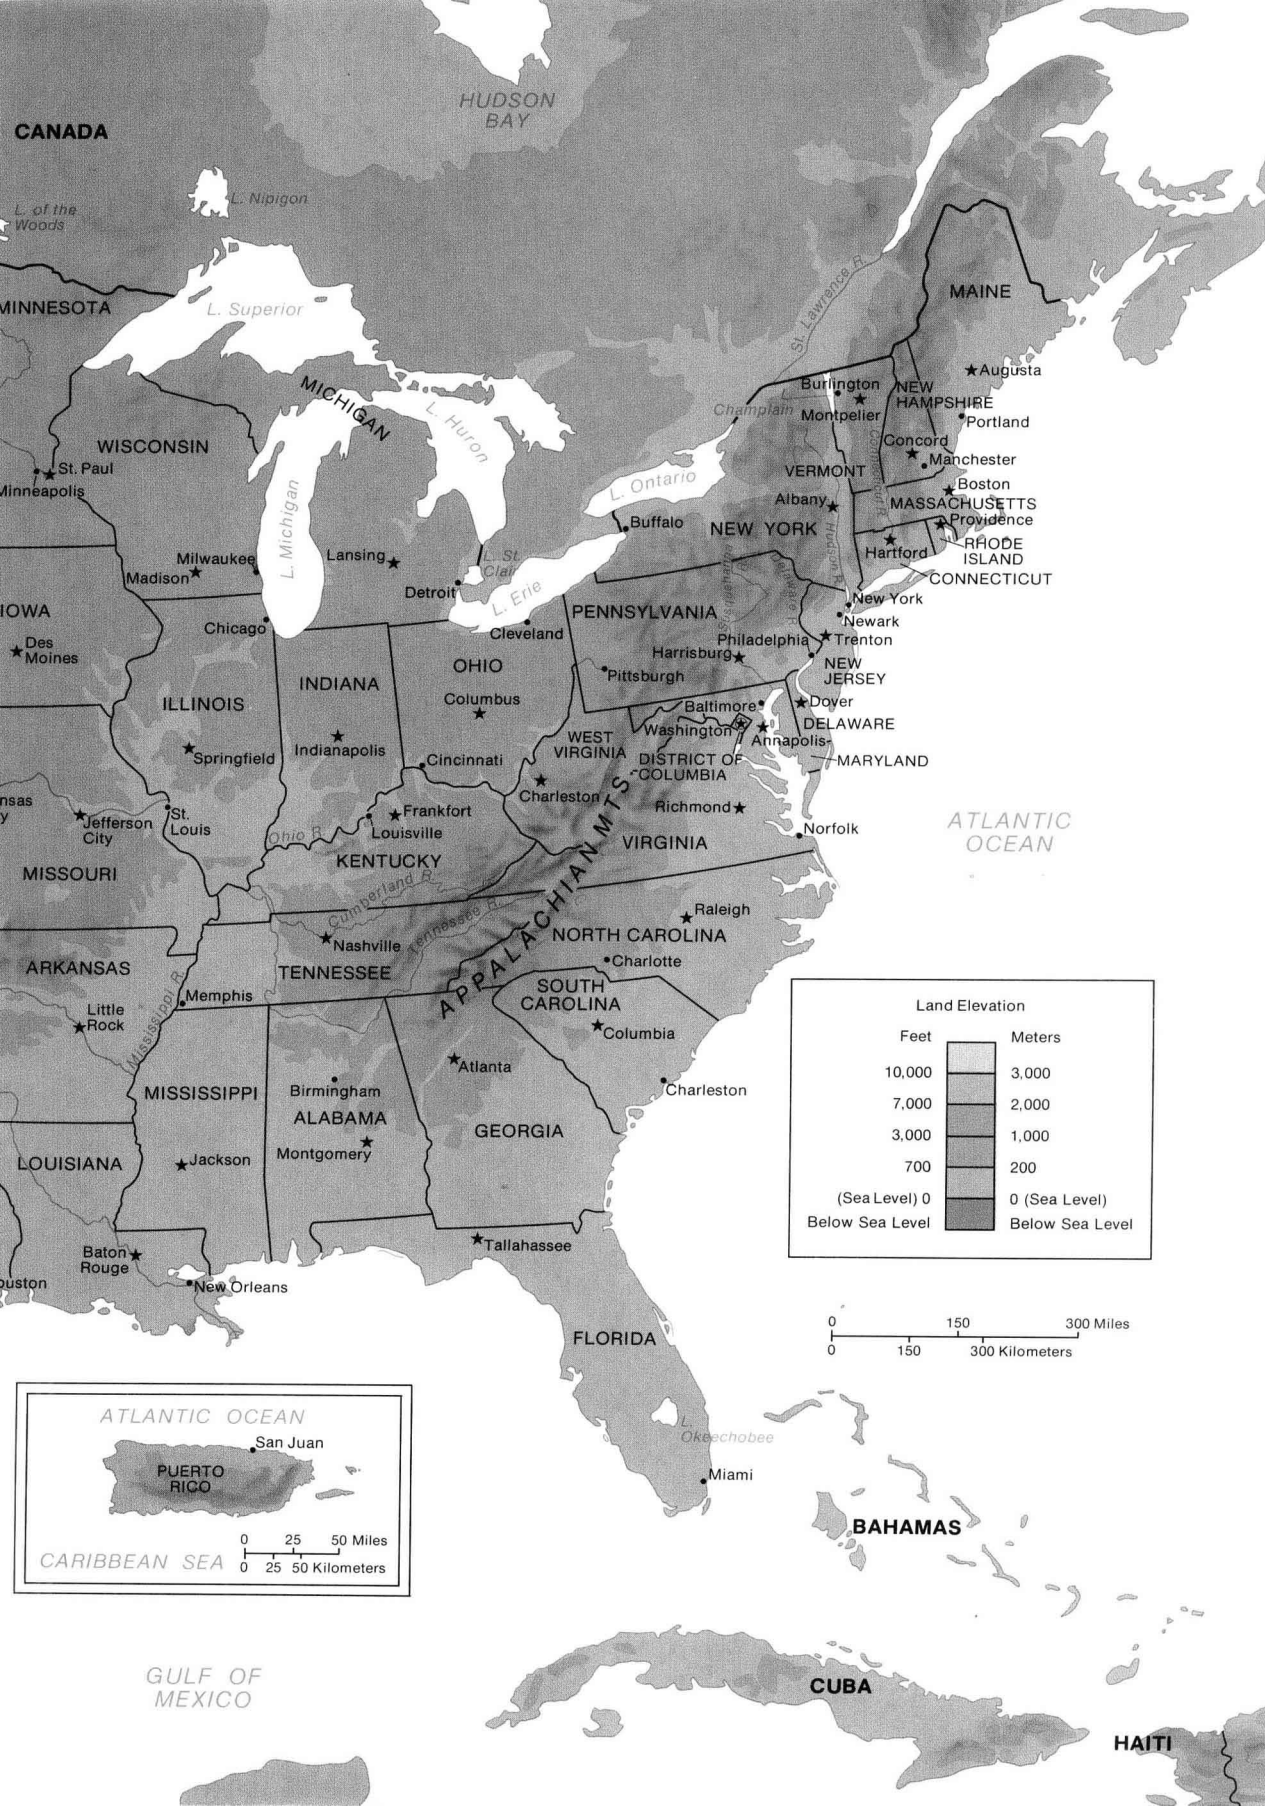 HUDSON
BAY
CANADA
L. Nipigon
L. of the
Woods
St. Lawrence R.
MAINE
MINNESOTA
L. Superior
Augusta
MICHIGAN
Burlington
NEW
HAMPSHIRE
Champlain
Montpelier
Portland
L. Huron
WISCONSIN
Concord
Connecticut R.
Manchester
St. Paul
Minneapolis
VERMONT
Boston
L. Ontario
L. Michigan
Albany
MASSACHUSETTS
Providence
Buffalo
NEW YORK
Hudson R.
Hartford
RHODE
ISLAND
Milwaukee
Lansing
L. St.
Clair
Madison
CONNECTICUT
Detroit
L. Erie
Susquehanna
R.
Delaware R.
IOWA
PENNSYLVANIA
New York
Newark
Chicago
Cleveland
Philadelphia
Trenton
Des
Moines
Harrisburg
OHIO
Pittsburgh
NEW
JERSEY
INDIANA
ILLINOIS
Columbus
Baltimore
Dover
Washington
DELAWARE
Annapolis
WEST
VIRGINIA
Springfield
Indianapolis
Cincinnati
DISTRICT OF
COLUMBIA
MARYLAND
Charleston
nsas
y
Jefferson
City
St.
Louis
Frankfort
Louisville
Richmond
Ohio R.
Norfolk
ATLANTIC
OCEAN
KENTUCKY
VIRGINIA
MISSOURI
Cumberland R.
APPALACHIAN MTS.
Tennessee R.
Raleigh
Nashville
NORTH CAROLINA
ARKANSAS
TENNESSEE
Charlotte
Mississippi R.
Memphis
SOUTH
CAROLINA
Little
Rock
Columbia
Atlanta
MISSISSIPPI
Birmingham
Charleston
ALABAMA
GEORGIA
Montgomery
LOUISIANA
Jackson
Baton
Rouge
Tallahassee
ouston
New Orleans
Land Elevation
Feet Meters
10,000 3,000
7,000 2,000
3,000 1,000
700 200
(Sea Level) 0 0 (Sea Level)
Below Sea Level Below Sea Level
0 150 300 Miles
0 150 300 Kilometers
FLORIDA
L.
Okeechobee
Miami
ATLANTIC OCEAN
San Juan
PUERTO
RICO
CARIBBEAN SEA
0 25 50 Miles
0 25 50 Kilometers
BAHAMAS
GULF OF
MEXICO
CUBA
HAITI